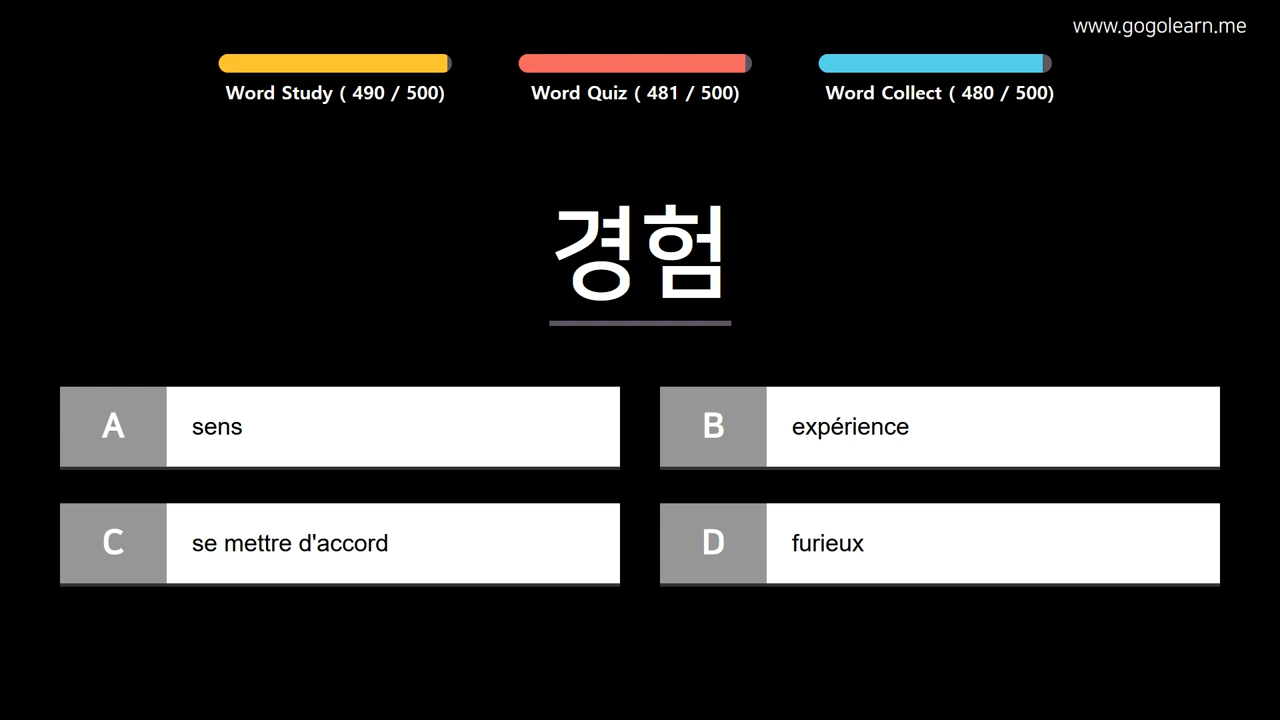 www.gogolearn.me
Word Study ( 490 / 500)
Word Quiz ( 481 / 500)
Word Collect ( 480 / 500)
경험
A sens
B expérience
C se mettre d'accord
D furieux